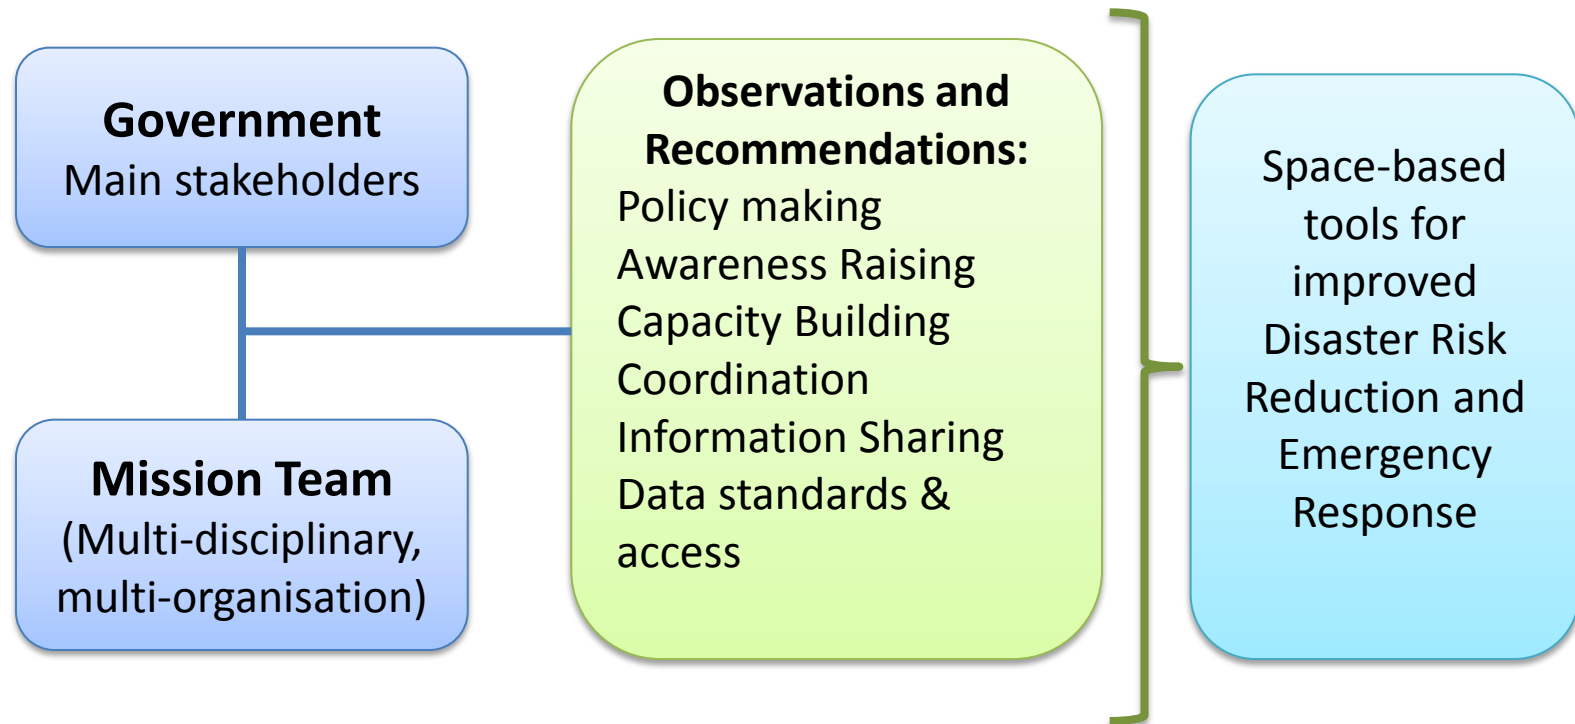 Government
Main stakeholders
Mission Team
(Multi-disciplinary,
multi-organisation)
Observations and
Recommendations:
Policy making
Awareness Raising
Capacity Building
Coordination
Information Sharing
Data standards &
access
Space-based
tools for
improved
Disaster Risk
Reduction and
Emergency
Response